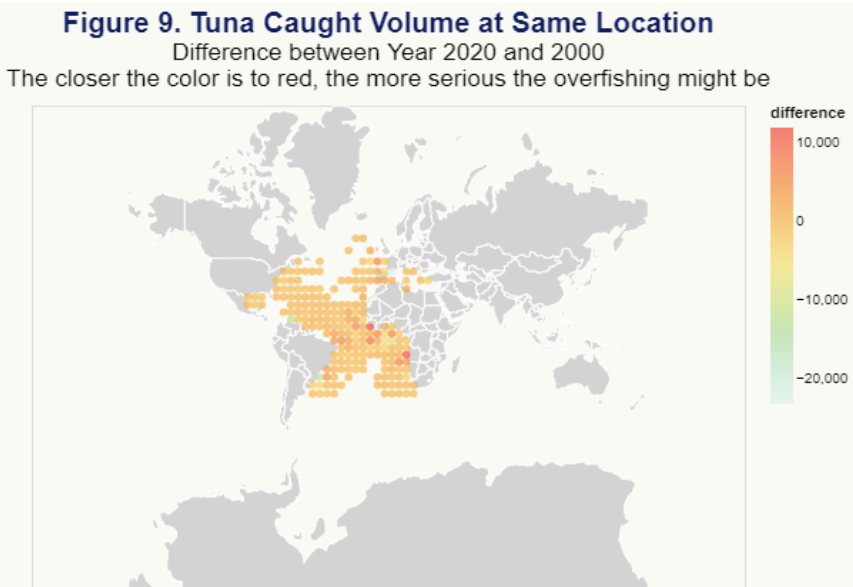 Figure 9. Tuna Caught Volume at Same Location
Difference between Year 2020 and 2000
The closer the color is to red, the more serious the overfishing might be
difference
10,000
0
−10,000
−20,000